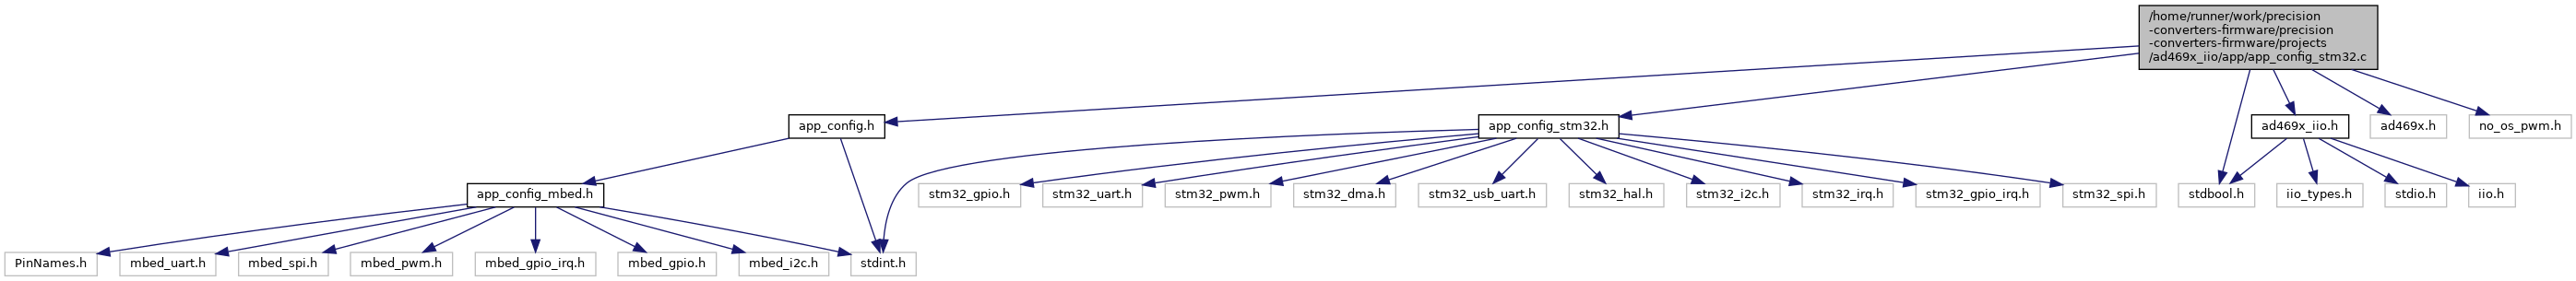 /home/runner/work/precision
-converters-firmware/precision
-converters-firmware/projects
/ad469x_iio/app/app_config_stm32.c
app_config.h
app_config_stm32.h
ad469x_iio.h
ad469x.h
no_os_pwm.h
app_config_mbed.h
stm32_gpio.h
stm32_uart.h
stm32_pwm.h
stm32_dma.h
stm32_usb_uart.h
stm32_hal.h
stm32_i2c.h
stm32_irq.h
stm32_gpio_irq.h
stm32_spi.h
stdbool.h
iio_types.h
stdio.h
iio.h
PinNames.h
mbed_uart.h
mbed_spi.h
mbed_pwm.h
mbed_gpio_irq.h
mbed_gpio.h
mbed_i2c.h
stdint.h